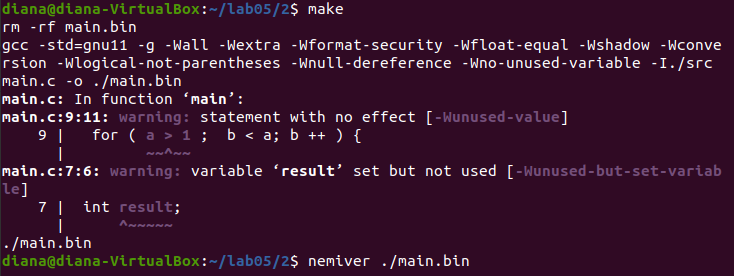 diana@diana-VirtualBox:~/lab05/2$ make
rm -rf main.bin
gcc -std=gnu11 -g -Wall -Wextra -Wformat-security -Wfloat-equal -Wshadow -Wconve
rsion -Wlogical-not-parentheses -Wnull-dereference -Wno-unused-variable -I./src
main.c -o ./main.bin
main.c: In function ‘main’:
main.c:9:11: warning: statement with no effect [-Wunused-value]
    9 |   for ( a > 1 ;  b < a; b ++ ) {
      |         ~~^~~
main.c:7:6: warning: variable ‘result’ set but not used [-Wunused-but-set-variab
le]
    7 |  int result;
      |      ^~~~~~
./main.bin
diana@diana-VirtualBox:~/lab05/2$ nemiver ./main.bin